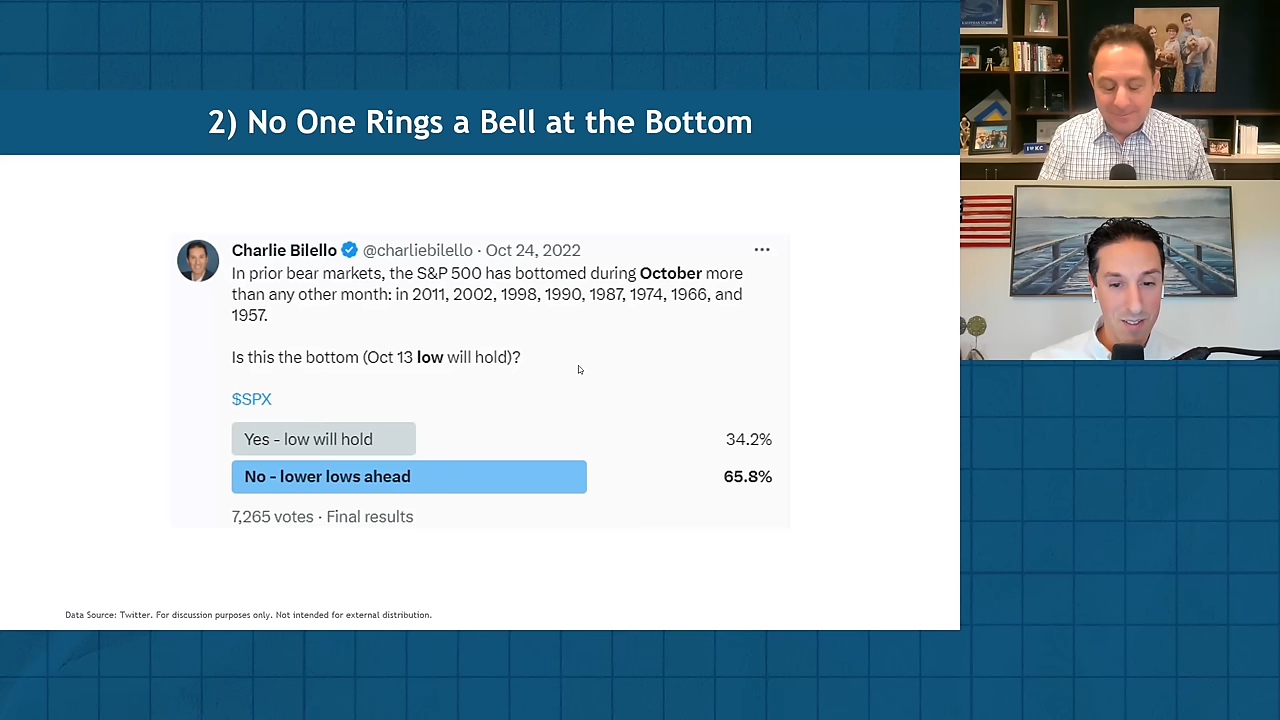 2) No One Rings a Bell at the Bottom
Charlie Bilello @charliebilello · Oct 24, 2022
In prior bear markets, the S&P 500 has bottomed during October more
than any other month: in 2011, 2002, 1998, 1990, 1987, 1974, 1966, and
1957.
Is this the bottom (Oct 13 low will hold)?
$SPX
Yes - low will hold 34.2%
No - lower lows ahead 65.8%
7,265 votes · Final results
Data Source: Twitter. For discussion purposes only. Not intended for external distribution.
I ♥ KC